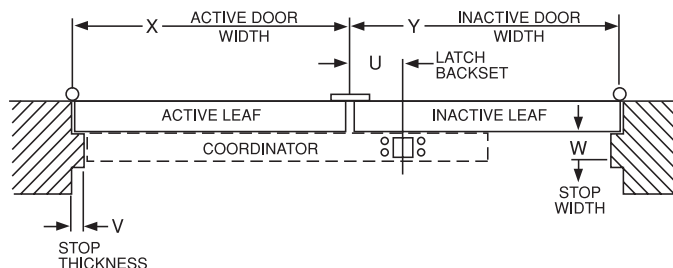 X ACTIVE DOOR WIDTH
Y INACTIVE DOOR WIDTH
U LATCH BACKSET
ACTIVE LEAF
INACTIVE LEAF
COORDINATOR
W
STOP WIDTH
V
STOP THICKNESS